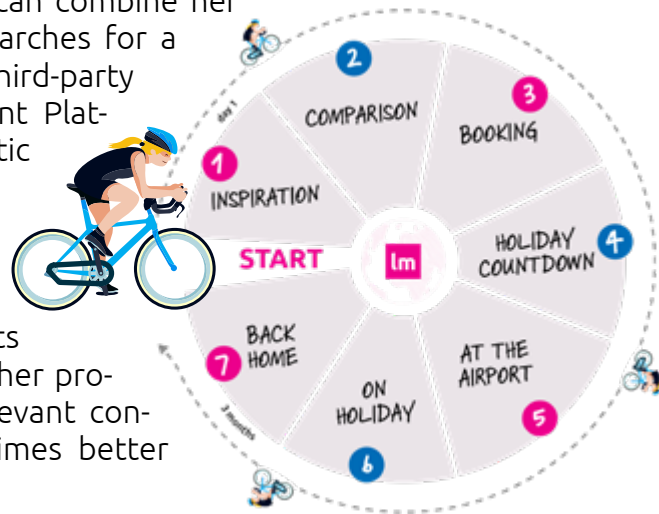 can combine her
arches for a
hird-party
nt Plat-
tic
ts
her pro-
evant con-
imes better
day 1
1
INSPIRATION
2
COMPARISON
3
BOOKING
4
HOLIDAY
COUNTDOWN
5
AT THE
AIRPORT
6
ON
HOLIDAY
7
BACK
HOME
2 months
START
lm